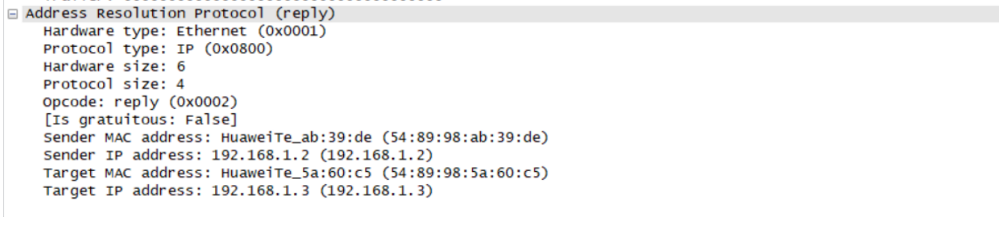 Address Resolution Protocol (reply)
Hardware type: Ethernet (0x0001)
Protocol type: IP (0x0800)
Hardware size: 6
Protocol size: 4
Opcode: reply (0x0002)
[Is gratuitous: False]
Sender MAC address: HuaweiTe_ab:39:de (54:89:98:ab:39:de)
Sender IP address: 192.168.1.2 (192.168.1.2)
Target MAC address: HuaweiTe_5a:60:c5 (54:89:98:5a:60:c5)
Target IP address: 192.168.1.3 (192.168.1.3)